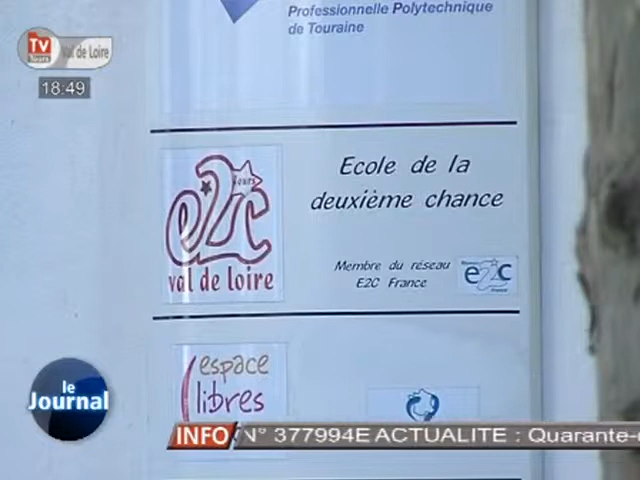 Professionnelle Polytechnique
de Touraine
TV
Tours
Val de Loire
18:49
Ecole de la
deuxième chance
tours
e2c
val de loire
Membre du réseau
E2C France
e2c
espace
libres
le
Journal
INFO
N° 377994E ACTUALITE : Quarante-